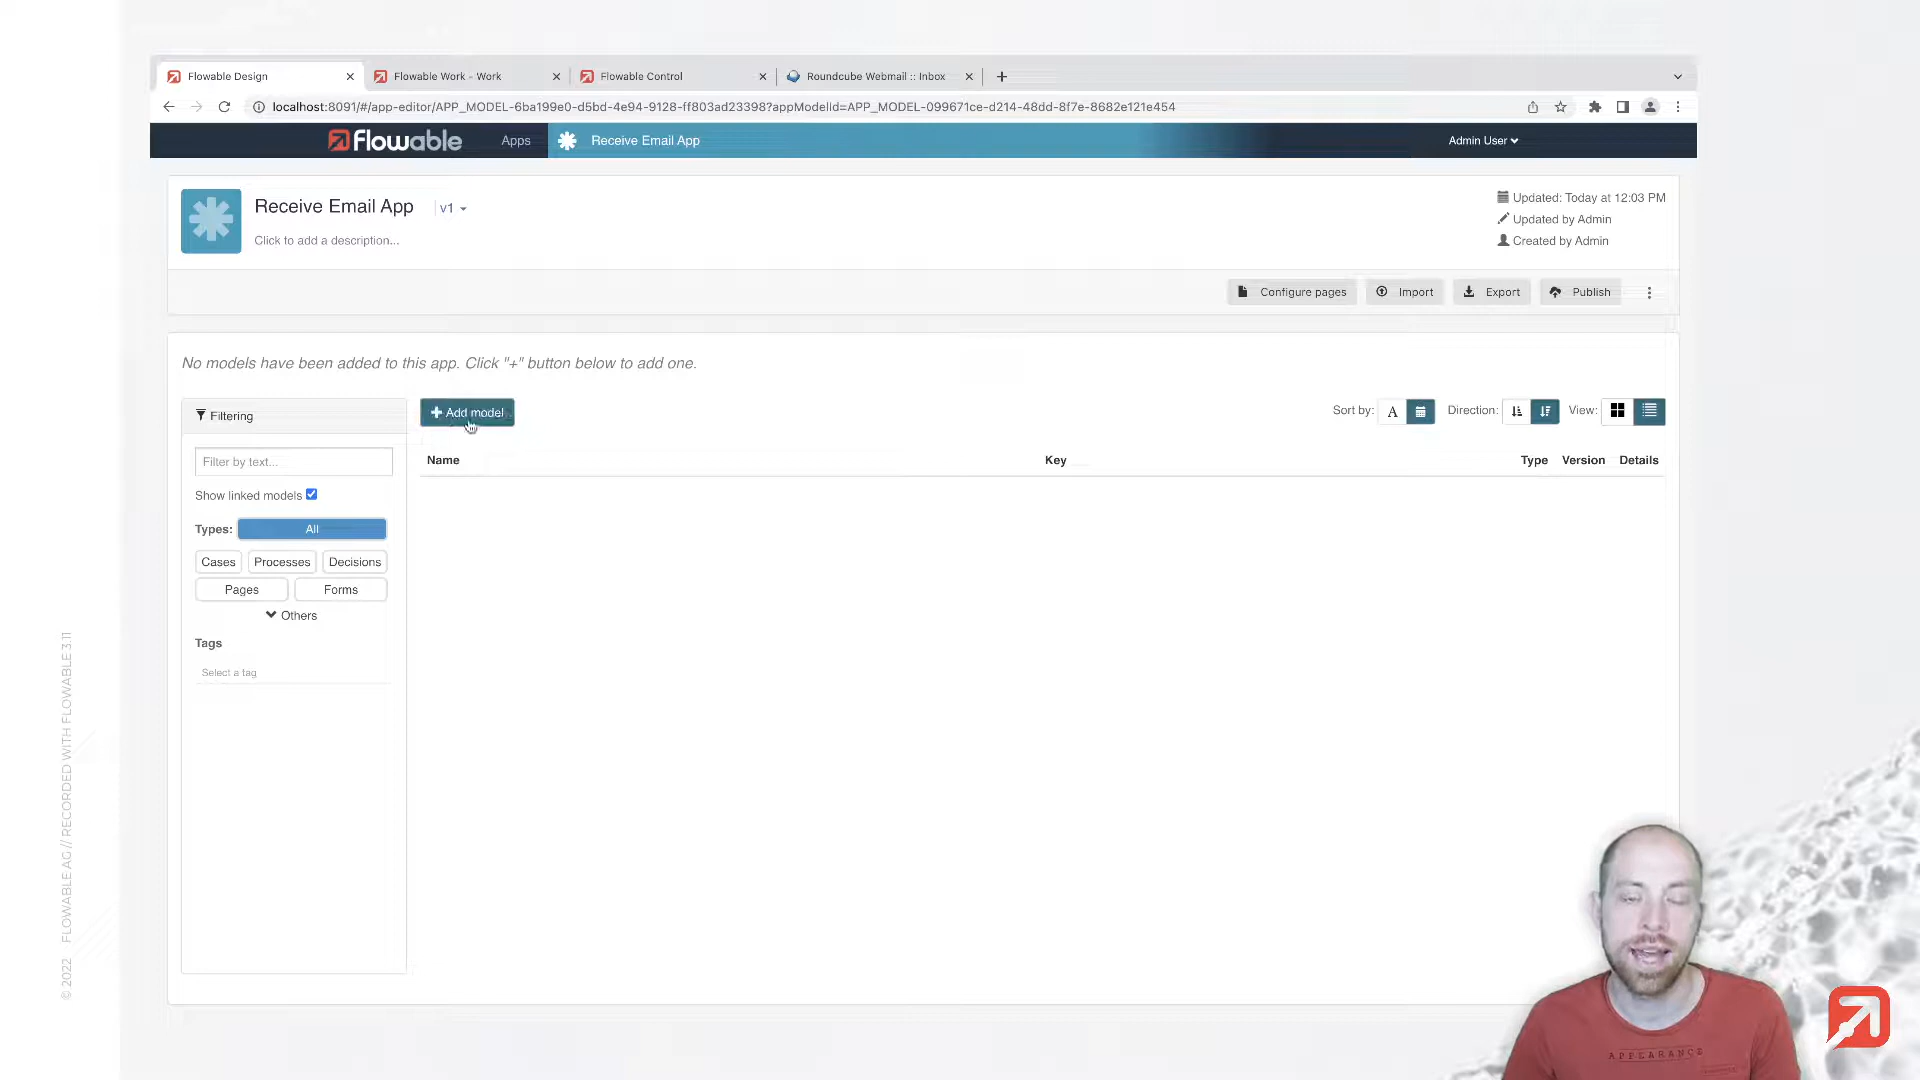 Flowable Design
Flowable Work - Work
Flowable Control
Roundcube Webmail :: Inbox
localhost:8091/#/app-editor/APP_MODEL-6ba199e0-d5bd-4e94-9128-ff803ad23398?appModelId=APP_MODEL-099671ce-d214-48dd-8f7e-8682e121e454
flowable
Apps
Receive Email App
Admin User
Receive Email App
v1
Click to add a description...
Updated: Today at 12:03 PM
Updated by Admin
Created by Admin
Configure pages
Import
Export
Publish
No models have been added to this app. Click "+" button below to add one.
Filtering
Add model
Sort by:
A
Direction:
View:
Filter by text...
Name
Key
Type
Version
Details
Show linked models
Types:
All
Cases
Processes
Decisions
Pages
Forms
Others
Tags
Select a tag
© 2022 FLOWABLE AG // RECORDED WITH FLOWABLE 3.11
APPEARANCE